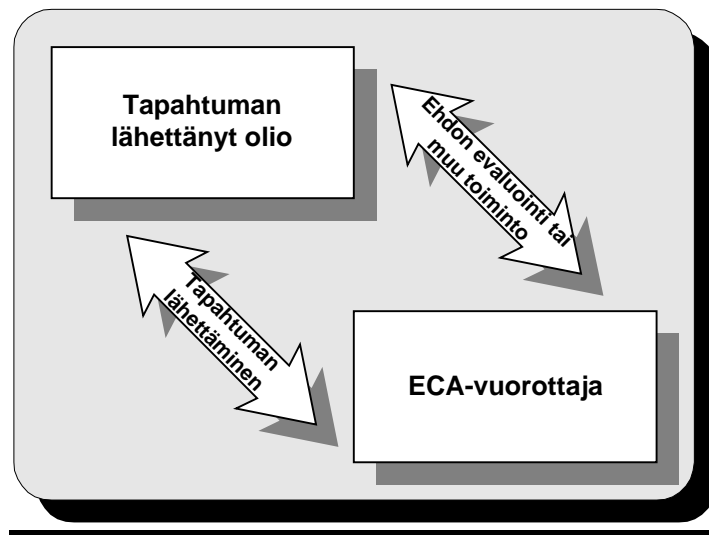 Tapahtuman
lähettänyt olio
Ehdon evaluointi tai
muu toiminto
Tapahtuman
lähettäminen
ECA-vuorottaja